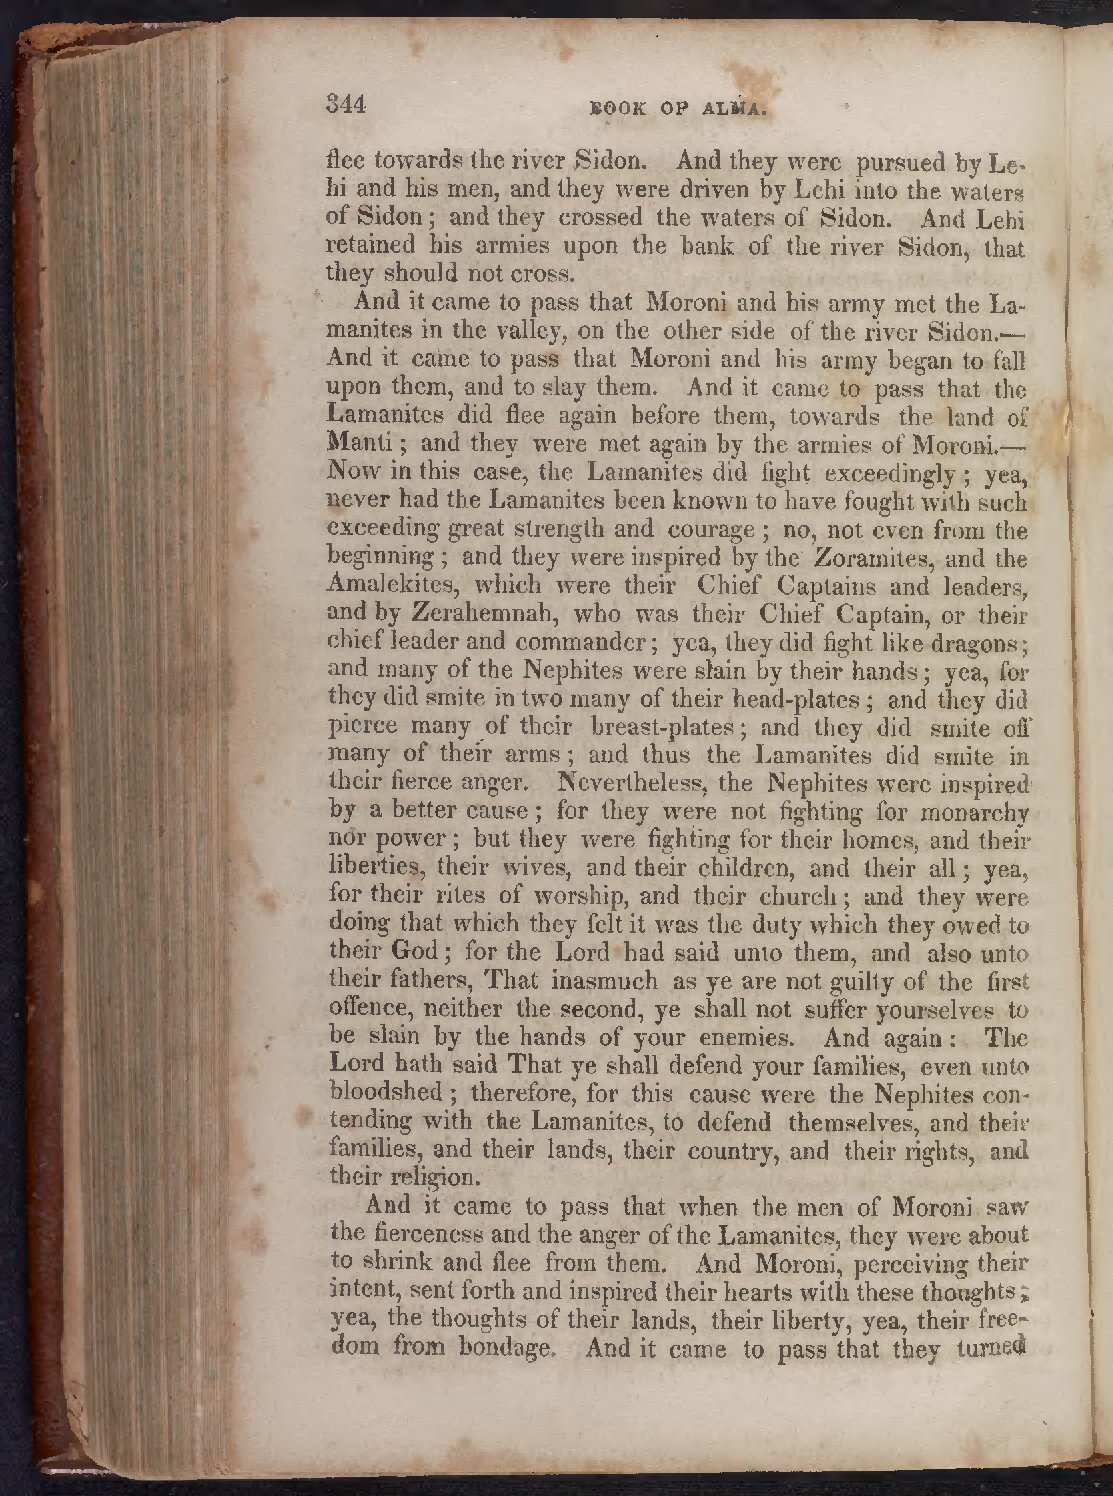 344 BOOK OF ALMA.
flee towards the river Sidon. And they were pursued by Le-
hi and his men, and they were driven by Lehi into the waters
of Sidon; and they crossed the waters of Sidon. And Lehi
retained his armies upon the bank of the river Sidon, that
they should not cross.
And it came to pass that Moroni and his army met the La-
manites in the valley, on the other side of the river Sidon.—
And it came to pass that Moroni and his army began to fall
upon them, and to slay them. And it came to pass that the
Lamanites did flee again before them, towards the land of
Manti; and they were met again by the armies of Moroni.—
Now in this case, the Lamanites did fight exceedingly; yea,
never had the Lamanites been known to have fought with such
exceeding great strength and courage; no, not even from the
beginning; and they were inspired by the Zoramites, and the
Amalekites, which were their Chief Captains and leaders,
and by Zerahemnah, who was their Chief Captain, or their
chief leader and commander; yea, they did fight like dragons;
and many of the Nephites were slain by their hands; yea, for
they did smite in two many of their head-plates; and they did
pierce many of their breast-plates; and they did smite off
many of their arms; and thus the Lamanites did smite in
their fierce anger. Nevertheless, the Nephites were inspired
by a better cause; for they were not fighting for monarchy
nor power; but they were fighting for their homes, and their
liberties, their wives, and their children, and their all; yea,
for their rites of worship, and their church; and they were
doing that which they felt it was the duty which they owed to
their God; for the Lord had said unto them, and also unto
their fathers, That inasmuch as ye are not guilty of the first
offence, neither the second, ye shall not suffer yourselves to
be slain by the hands of your enemies. And again: The
Lord hath said That ye shall defend your families, even unto
bloodshed; therefore, for this cause were the Nephites con-
tending with the Lamanites, to defend themselves, and their
families, and their lands, their country, and their rights, and
their religion.
And it came to pass that when the men of Moroni saw
the fierceness and the anger of the Lamanites, they were about
to shrink and flee from them. And Moroni, perceiving their
intent, sent forth and inspired their hearts with these thoughts;
yea, the thoughts of their lands, their liberty, yea, their free-
dom from bondage. And it came to pass that they turned